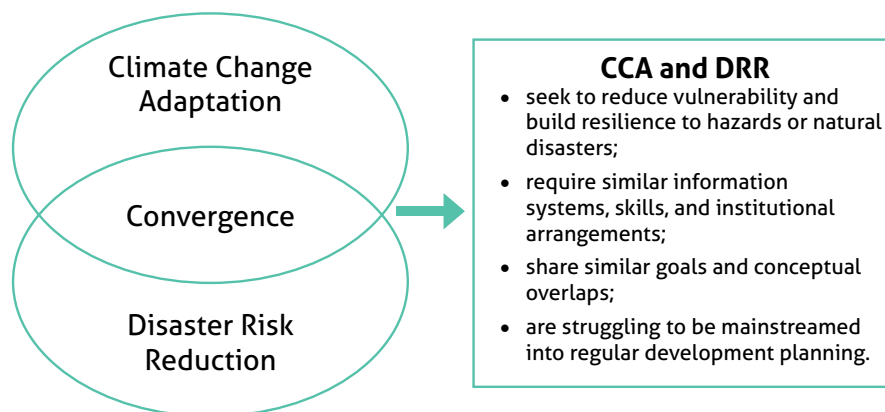 Climate Change
Adaptation
Convergence
Disaster Risk
Reduction
CCA and DRR
• seek to reduce vulnerability and
build resilience to hazards or natural
disasters;
• require similar information
systems, skills, and institutional
arrangements;
• share similar goals and conceptual
overlaps;
• are struggling to be mainstreamed
into regular development planning.